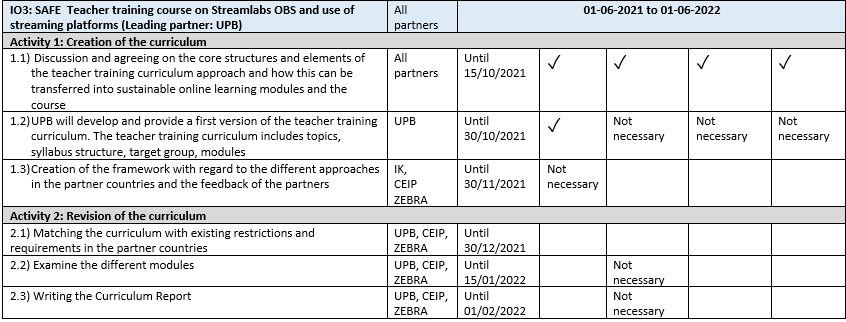 IO3: SAFE Teacher training course on Streamlabs OBS and use of
streaming platforms (Leading partner: UPB)
All
partners
01-06-2021 to 01-06-2022
Activity 1: Creation of the curriculum
1.1) Discussion and agreeing on the core structures and elements of
the teacher training curriculum approach and how this can be
transferred into sustainable online learning modules and the
course
All
partners
Until
15/10/2021
✓ ✓ ✓ ✓
1.2)UPB will develop and provide a first version of the teacher training
curriculum. The teacher training curriculum includes topics,
syllabus structure, target group, modules
UPB
Until
30/10/2021
✓
Not
necessary
Not
necessary
Not
necessary
1.3)Creation of the framework with regard to the different approaches
in the partner countries and the feedback of the partners
IK,
CEIP
ZEBRA
Until
30/11/2021
Not
necessary
Activity 2: Revision of the curriculum
2.1) Matching the curriculum with existing restrictions and
requirements in the partner countries
UPB, CEIP,
ZEBRA
Until
30/12/2021
2.2) Examine the different modules
UPB, CEIP,
ZEBRA
Until
15/01/2022
Not
necessary
2.3) Writing the Curriculum Report
UPB, CEIP,
ZEBRA
Until
01/02/2022
Not
necessary